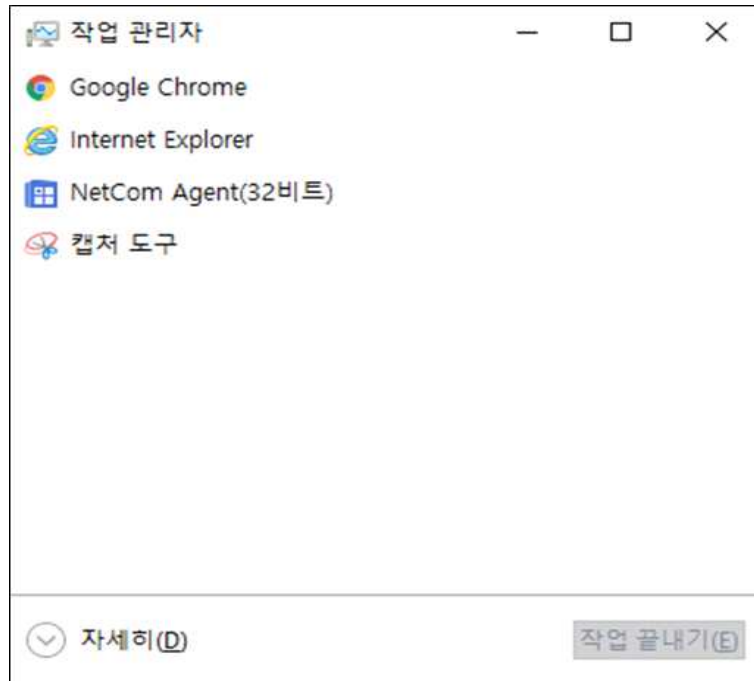 작업 관리자
Google Chrome
Internet Explorer
NetCom Agent(32비트)
캡처 도구
자세히(D)
작업 끝내기(E)